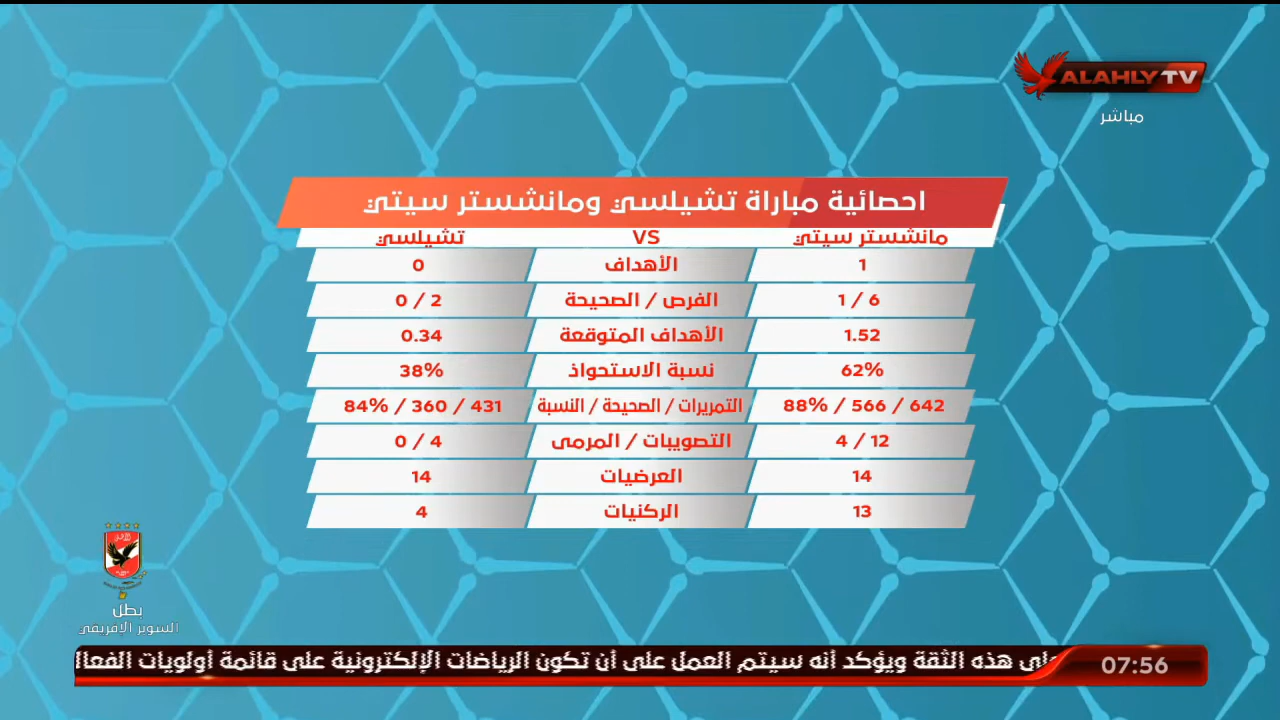 ALAHLY TV
مباشر
احصائية مباراة تشيلسي ومانشستر سيتي
مانشستر سيتي VS تشيلسي
1 الأهداف 0
1 / 6 الفرص / الصحيحة 0 / 2
1.52 الأهداف المتوقعة 0.34
62% نسبة الاستحواذ 38%
88% / 566 / 642 التمريرات / الصحيحة / النسبة 84% / 360 / 431
4 / 12 التصويبات / المرمى 0 / 4
14 العرضيات 14
13 الركنيات 4
بطل
السوبر الإفريقي
هذه الثقة ويؤكد أنه سيتم العمل على أن تكون الرياضات الإلكترونية على قائمة أولويات
07:56